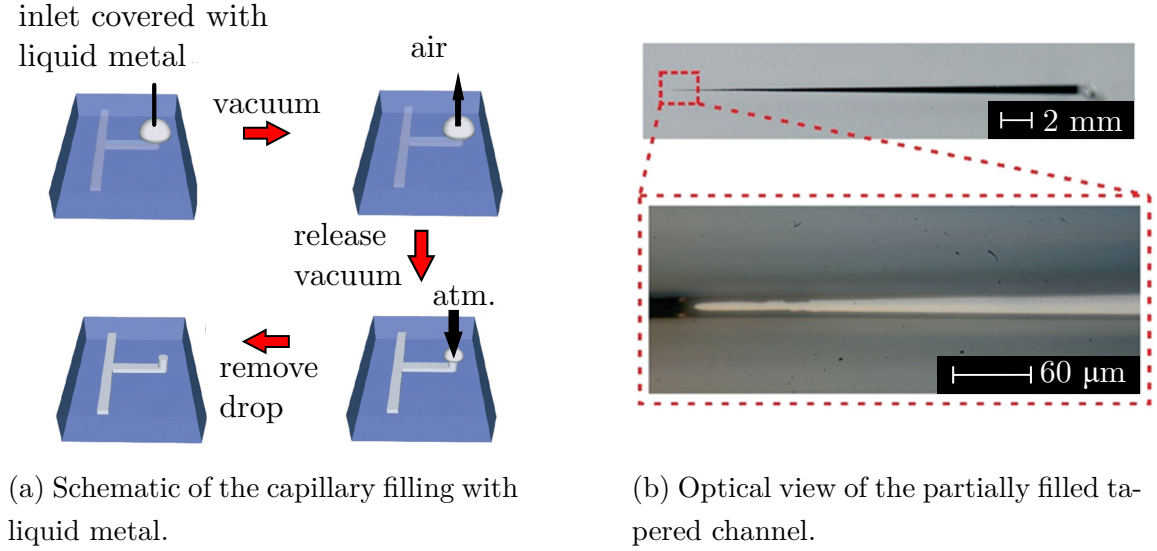 inlet covered with
liquid metal
air
vacuum
release
vacuum
atm.
remove
drop
2 mm
60 μm
(a) Schematic of the capillary filling with
liquid metal.
(b) Optical view of the partially filled ta-
pered channel.